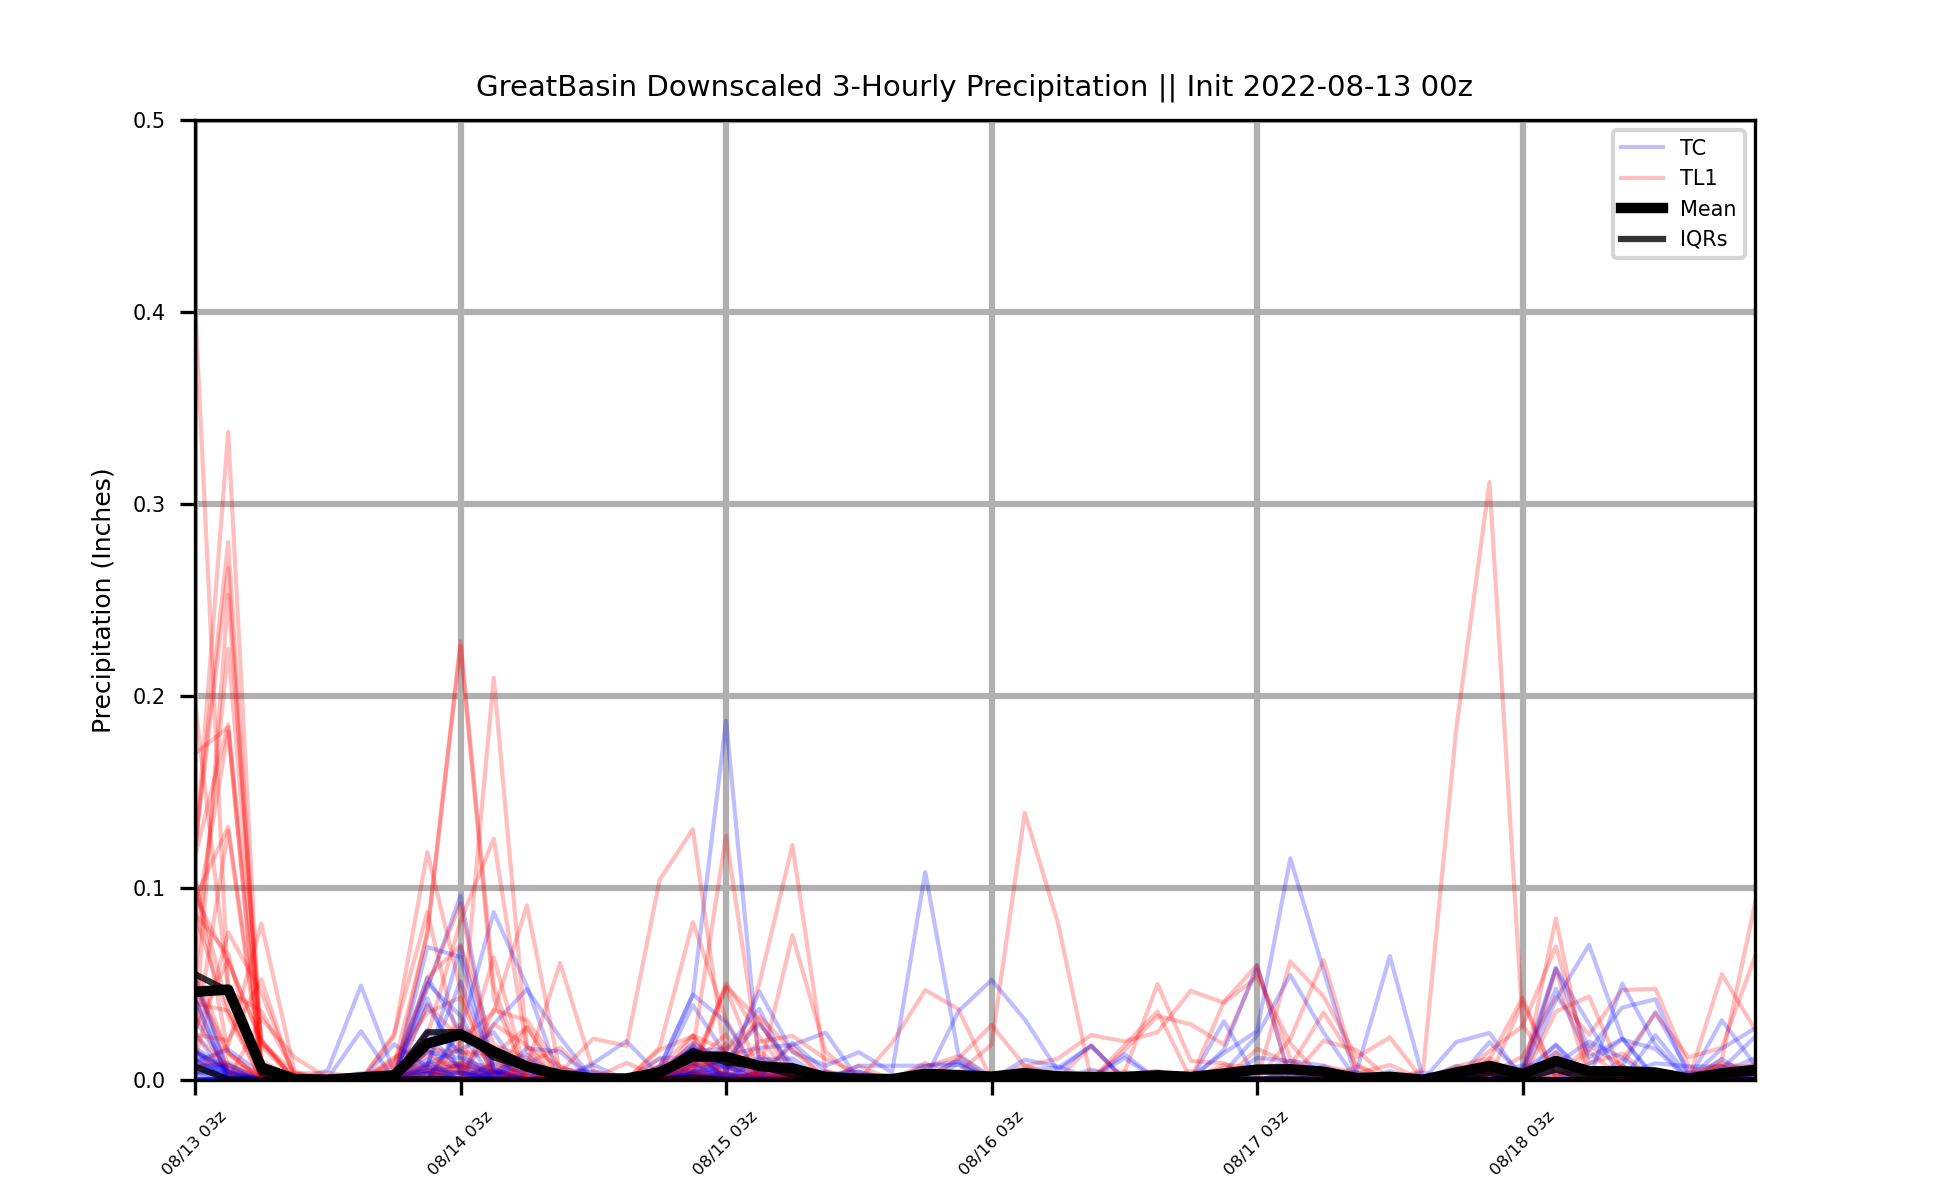 GreatBasin Downscaled 3-Hourly Precipitation || Init 2022-08-13 00z
TC
TL1
Mean
IQRs
Precipitation (Inches)
0.5
0.4
0.3
0.2
0.1
0.0
08/13 03z
08/14 03z
08/15 03z
08/16 03z
08/17 03z
08/18 03z